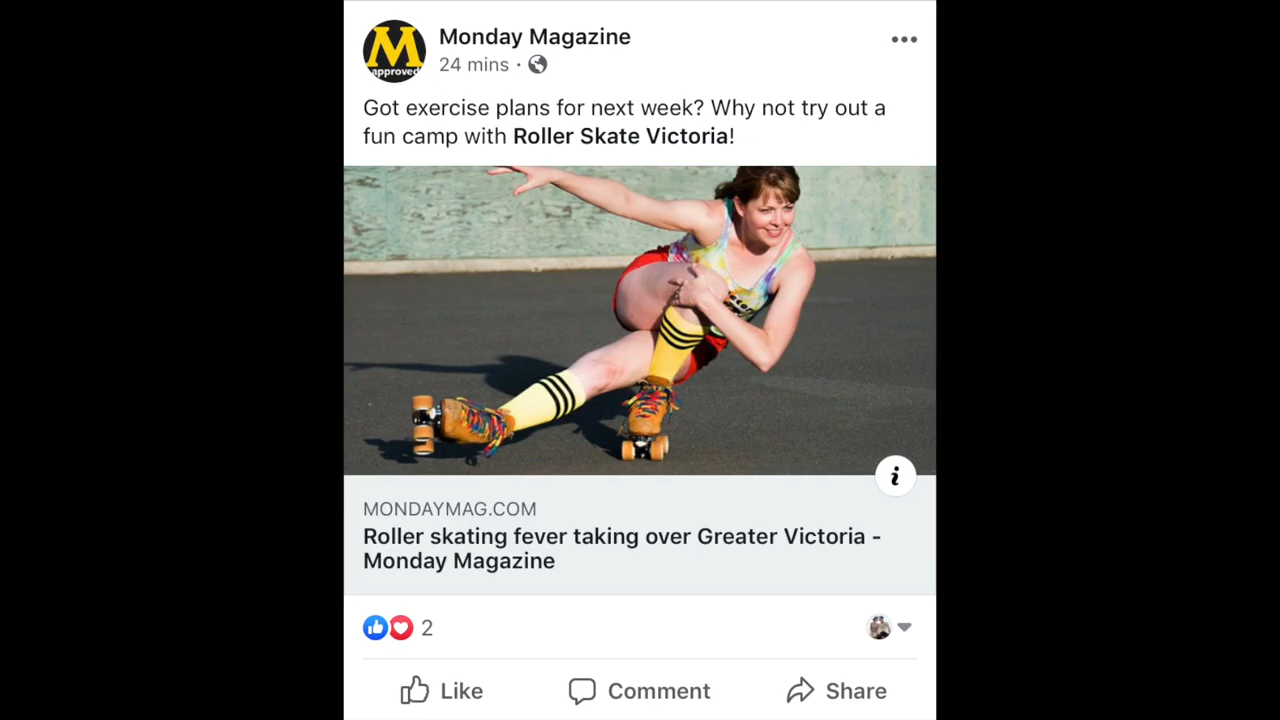 Monday Magazine
24 mins ·
M
approved
Got exercise plans for next week? Why not try out a
fun camp with Roller Skate Victoria!
i
MONDAYMAG.COM
Roller skating fever taking over Greater Victoria -
Monday Magazine
2
Like Comment Share